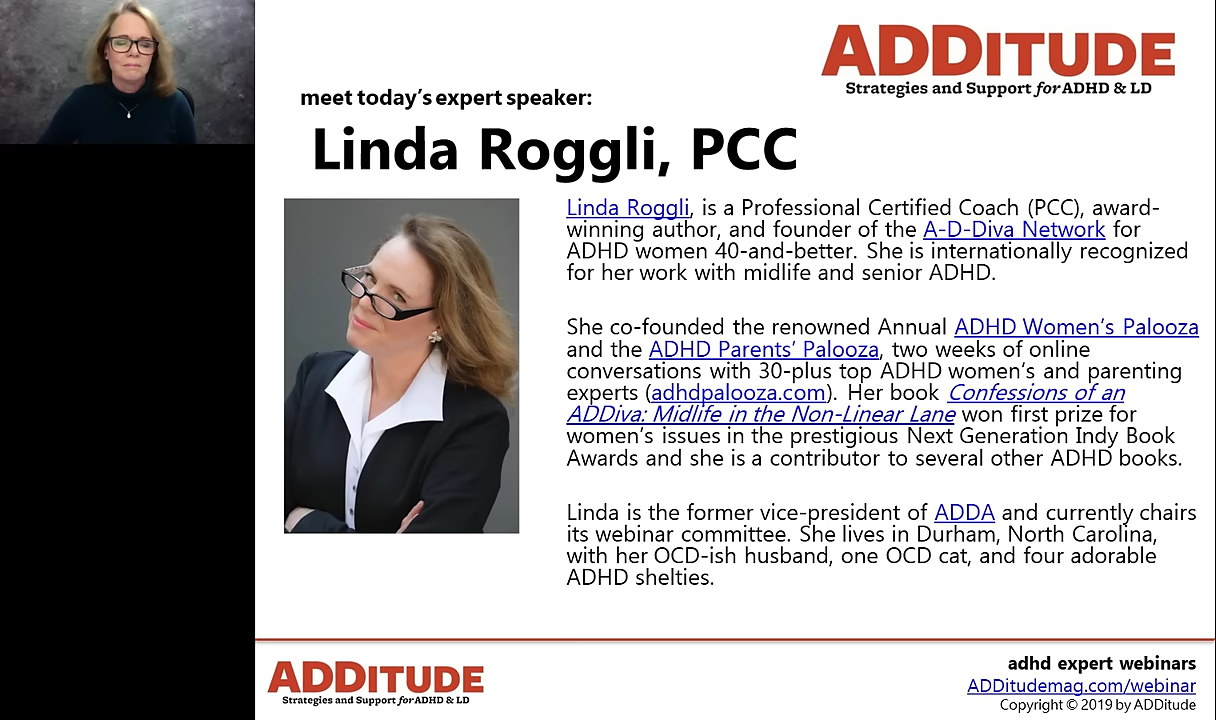 ADDITUDE
Strategies and Support for ADHD & LD
meet today's expert speaker:
Linda Roggli, PCC
Linda Roggli, is a Professional Certified Coach (PCC), award-
winning author, and founder of the A-D-Diva Network for
ADHD women 40-and-better. She is internationally recognized
for her work with midlife and senior ADHD.
She co-founded the renowned Annual ADHD Women's Palooza
and the ADHD Parents' Palooza, two weeks of online
conversations with 30-plus top ADHD women's and parenting
experts (adhdpalooza.com). Her book Confessions of an
ADDiva: Midlife in the Non-Linear Lane won first prize for
women's issues in the prestigious Next Generation Indy Book
Awards and she is a contributor to several other ADHD books.
Linda is the former vice-president of ADDA and currently chairs
its webinar committee. She lives in Durham, North Carolina,
with her OCD-ish husband, one OCD cat, and four adorable
ADHD shelties.
ADDITUDE
Strategies and Support for ADHD & LD
adhd expert webinars
ADDitudemag.com/webinar
Copyright © 2019 by ADDitude